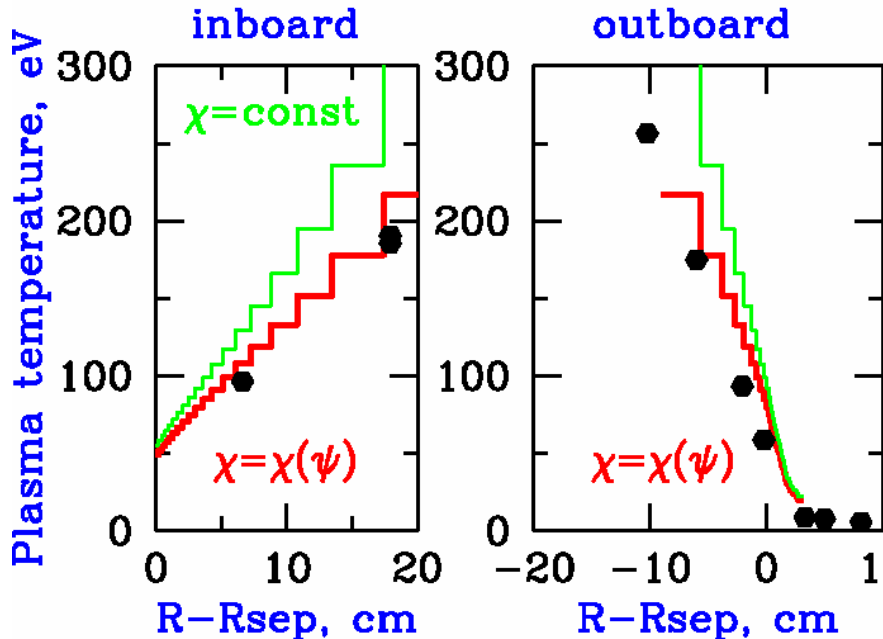 inboard
outboard
Plasma temperature, eV
300
200
100
0
χ=const
χ=χ(ψ)
0
10
20
R-Rsep, cm
300
200
100
0
χ=χ(ψ)
-20
-10
0
1
R-Rsep, cm